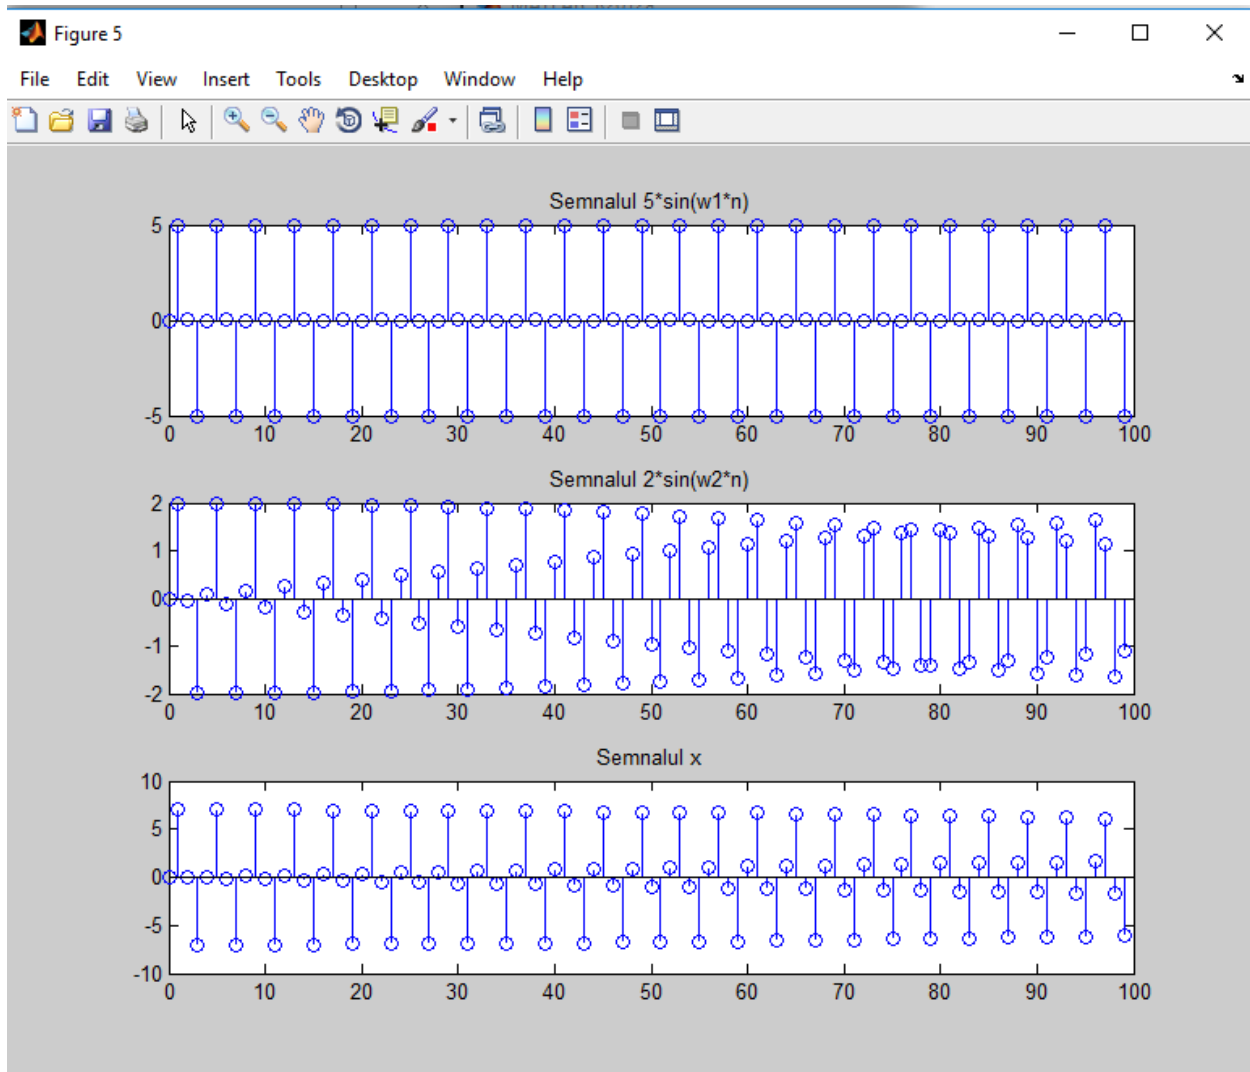 Figure 5
File Edit View Insert Tools Desktop Window Help
Semnalul 5*sin(w1*n)
5
0
-5
0 10 20 30 40 50 60 70 80 90 100
Semnalul 2*sin(w2*n)
2
1
0
-1
-2
0 10 20 30 40 50 60 70 80 90 100
Semnalul x
10
5
0
-5
-10
0 10 20 30 40 50 60 70 80 90 100